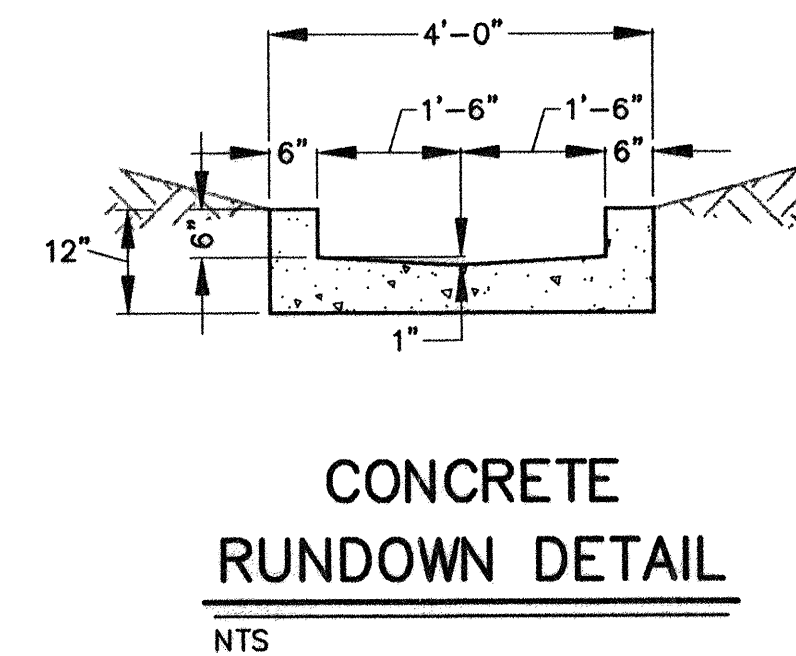 4'-0"
1'-6" 1'-6"
6" 6"
6"
12"
1"
CONCRETE
RUNDOWN DETAIL
NTS